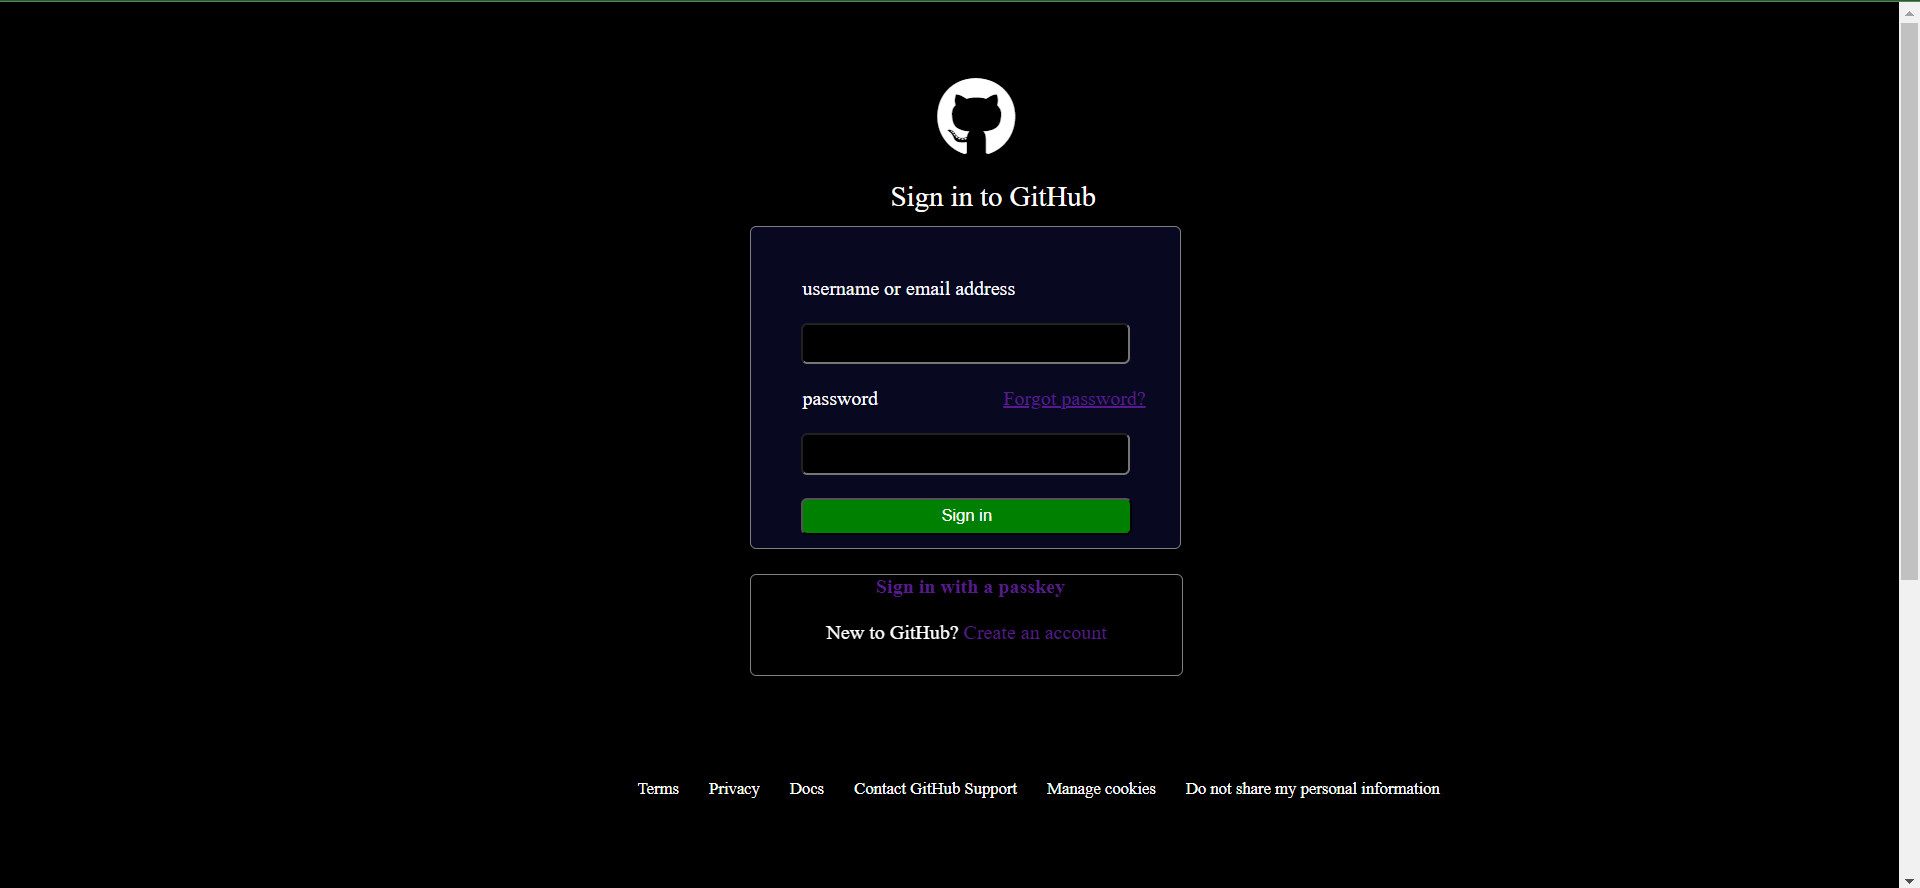 Sign in to GitHub
username or email address
password Forgot password?
Sign in
Sign in with a passkey
New to GitHub? Create an account
Terms Privacy Docs Contact GitHub Support Manage cookies Do not share my personal information